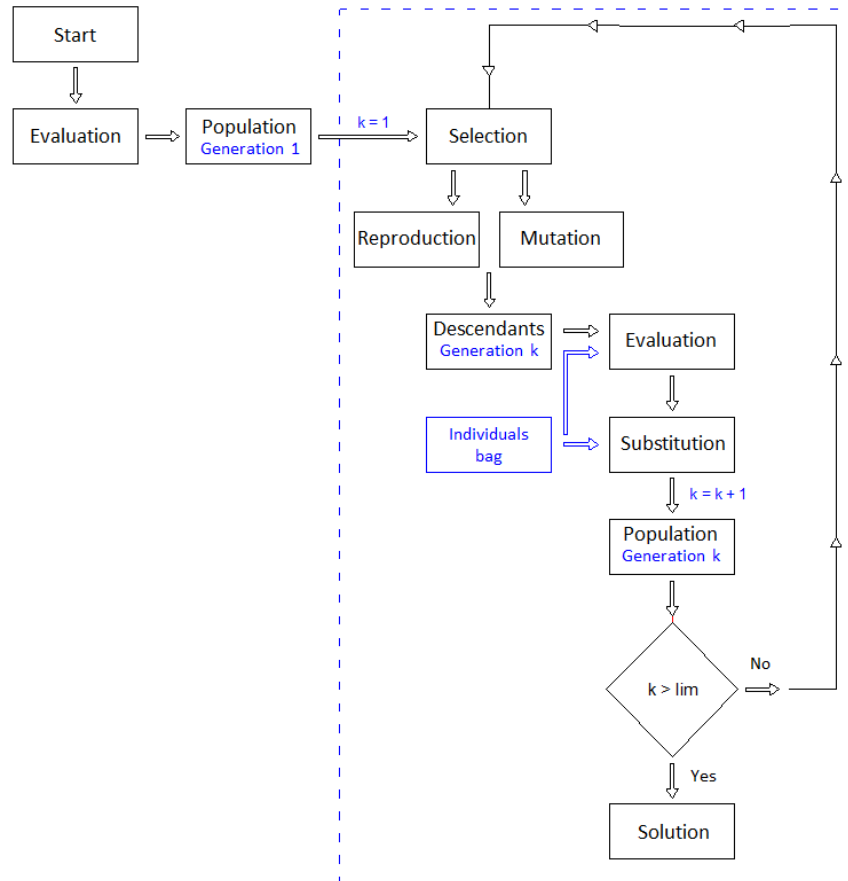 Start
Evaluation
Population
Generation 1
k = 1
Selection
Reproduction
Mutation
Descendants
Generation k
Evaluation
Individuals
bag
Substitution
k = k + 1
Population
Generation k
k > lim
No
Yes
Solution